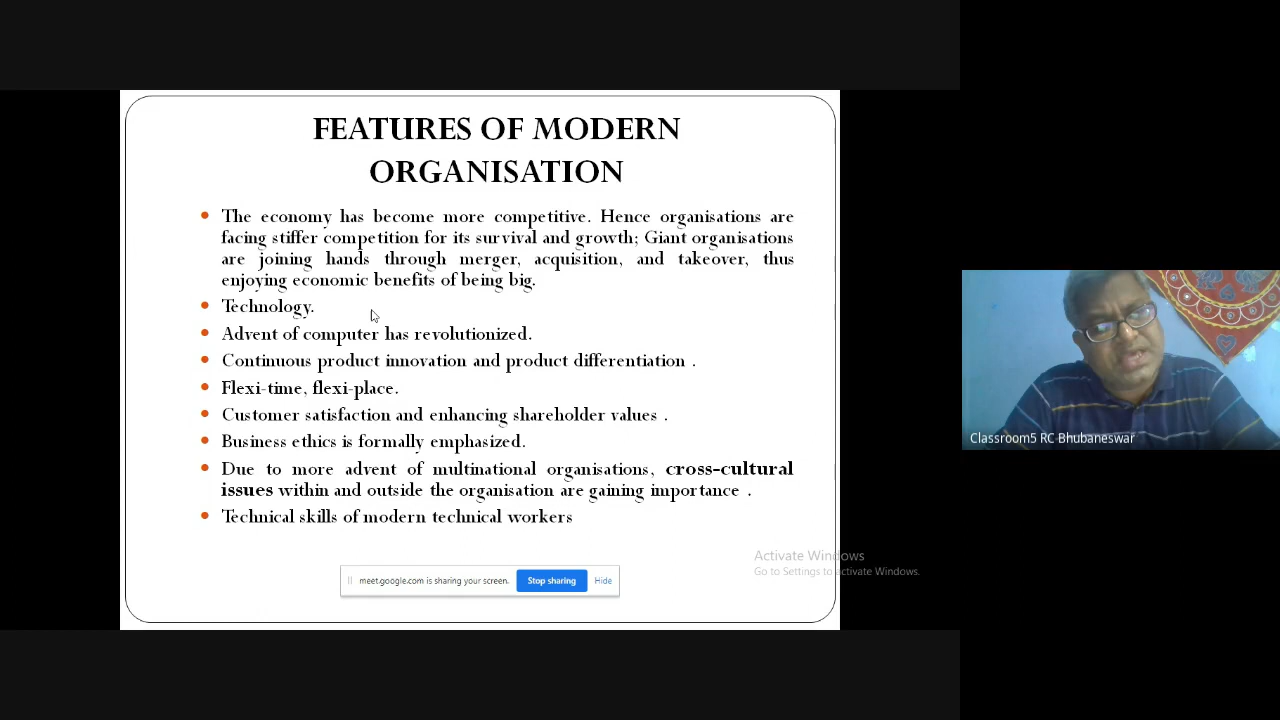 FEATURES OF MODERN
ORGANISATION
• The economy has become more competitive. Hence organisations are
facing stiffer competition for its survival and growth; Giant organisations
are joining hands through merger, acquisition, and takeover, thus
enjoying economic benefits of being big.
• Technology.
• Advent of computer has revolutionized.
• Continuous product innovation and product differentiation .
• Flexi-time, flexi-place.
• Customer satisfaction and enhancing shareholder values .
• Business ethics is formally emphasized.
• Due to more advent of multinational organisations, cross-cultural
issues within and outside the organisation are gaining importance .
• Technical skills of modern technical workers
meet.google.com is sharing your screen. Stop sharing Hide
Activate Windows
Go to Settings to activate Windows.
Classroom5 RC Bhubaneswar